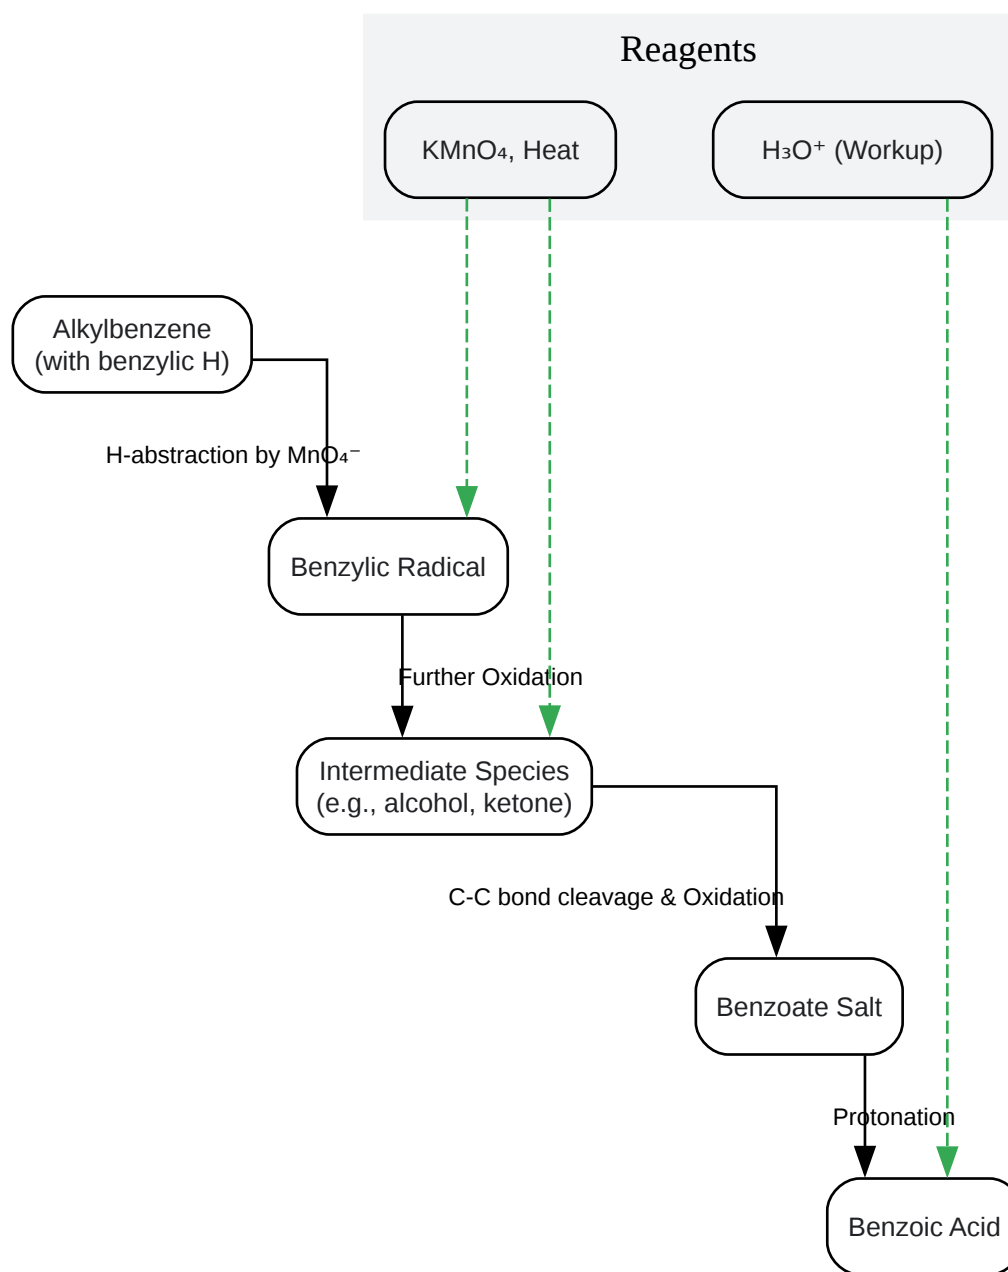 Reagents
KMnO₄, Heat
H₃O⁺ (Workup)
Alkylbenzene
(with benzylic H)
H-abstraction by MnO₄⁻
Benzylic Radical
Further Oxidation
Intermediate Species
(e.g., alcohol, ketone)
C-C bond cleavage & Oxidation
Benzoate Salt
Protonation
Benzoic Acid